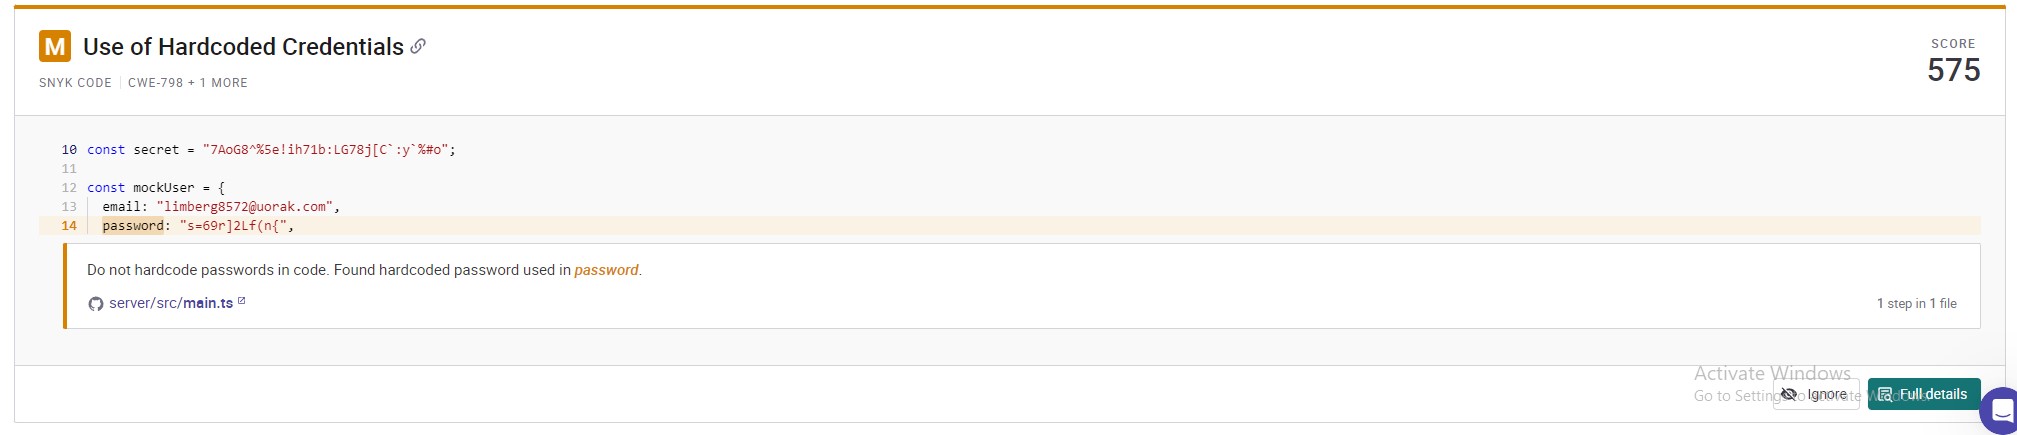 M Use of Hardcoded Credentials
SCORE
575
SNYK CODE | CWE-798 + 1 MORE
10 const secret = "7AoG8^%5e!ih71b:LG78j[C`:y`%#o";
11
12 const mockUser = {
13 email: "limberg8572@uorak.com",
14 password: "s=69r]2Lf(n{",
Do not hardcode passwords in code. Found hardcoded password used in password.
server/src/main.ts
1 step in 1 file
Activate Windows
Go to Settings to activate Windows.
Ignore
Full details